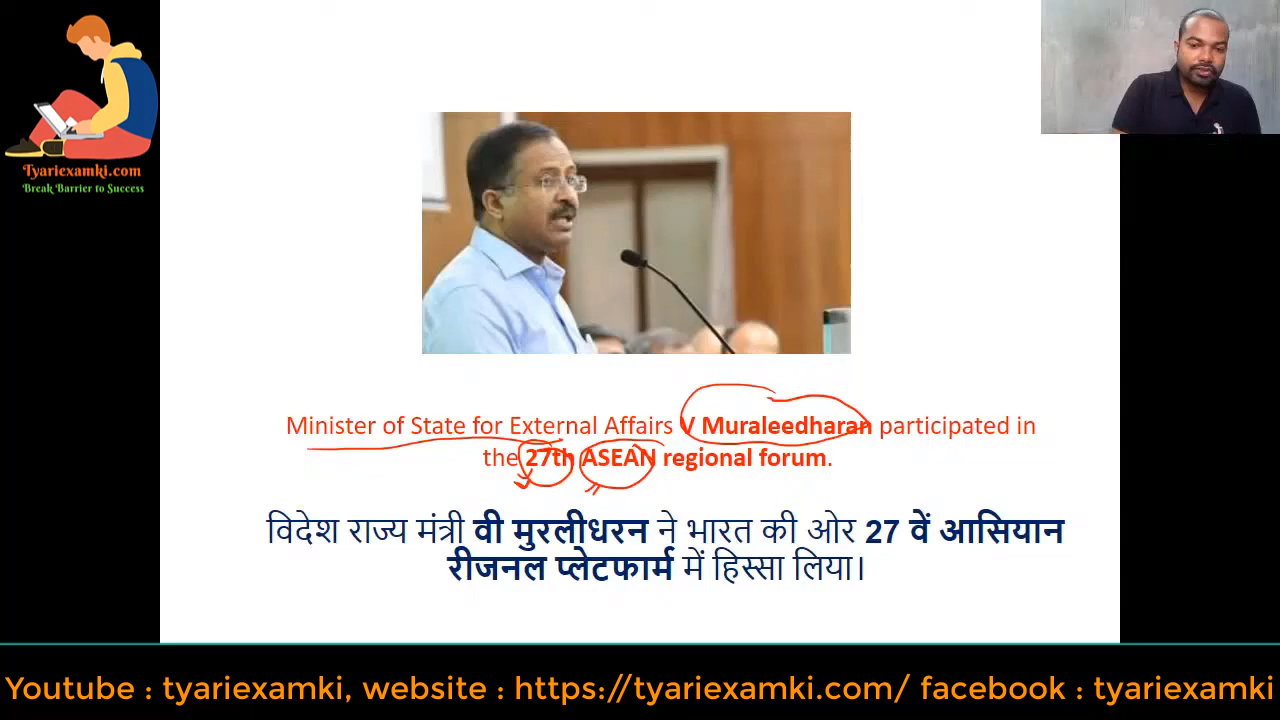 Tyariexamki.com
Break Barrier to Success
Minister of State for External Affairs V Muraleedharan participated in
the 27th ASEAN regional forum.
विदेश राज्य मंत्री वी मुरलीधरन ने भारत की ओर 27 वें आसियान
रीजनल प्लेटफार्म में हिस्सा लिया।
Youtube : tyariexamki, website : https://tyariexamki.com/ facebook : tyariexamki